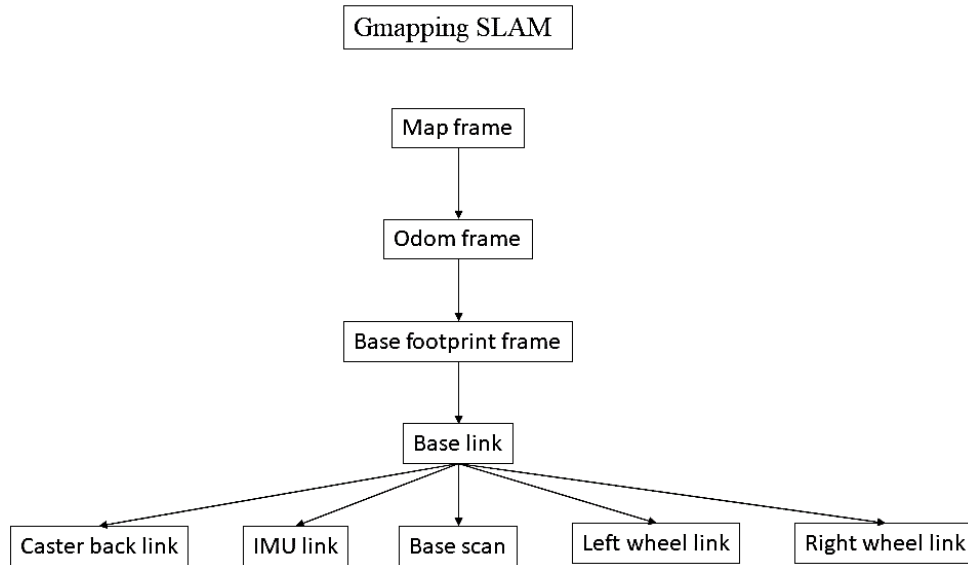 Gmapping SLAM
Map frame
Odom frame
Base footprint frame
Base link
Caster back link
IMU link
Base scan
Left wheel link
Right wheel link